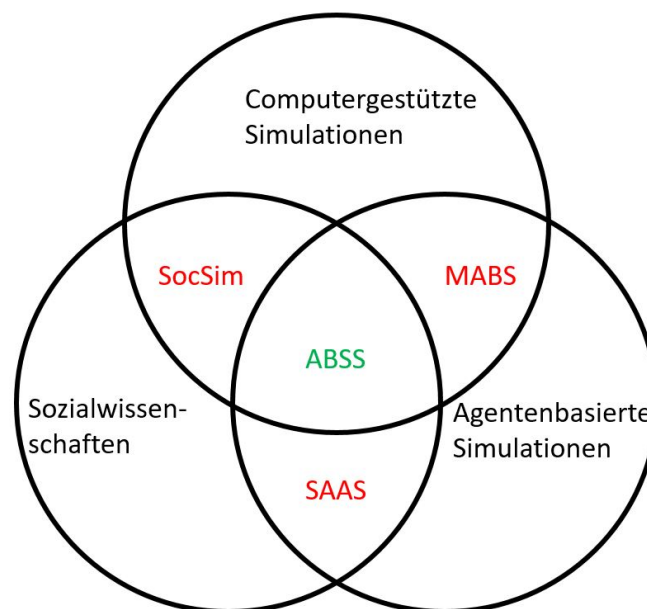 Computergestützte
Simulationen
SocSim
MABS
ABSS
Sozialwissen-
schaften
Agentenbasierte
Simulationen
SAAS